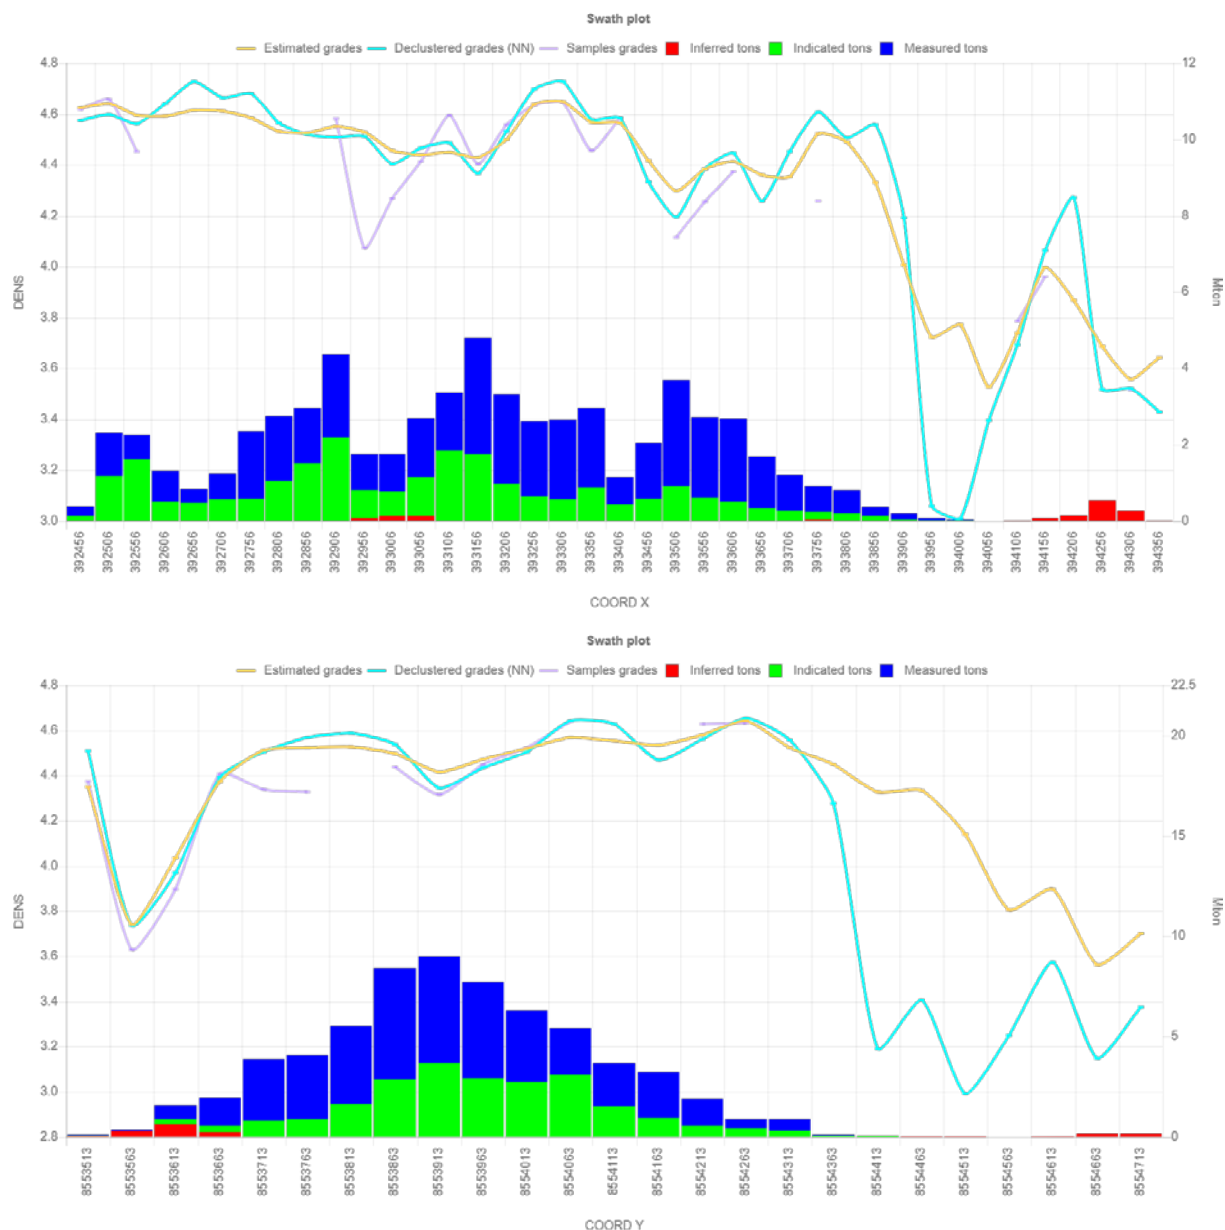 Swath plot
Estimated grades Declustered grades (NN) Samples grades Inferred tons Indicated tons Measured tons
4.8 12
4.6 10
4.4
4.2 8
4.0
DENS
3.8 6
3.6 4
3.4
3.2 2
3.0 0
392456 392506 392556 392606 392656 392706 392756 392806 392856 392906 392956 393006 393056 393106 393156 393206 393256 393306 393356 393406 393456 393506 393556 393606 393656 393706 393756 393806 393856 393906 393956 394006 394056 394106 394156 394206 394256 394306 394356
COORD X
Swath plot
Estimated grades Declustered grades (NN) Samples grades Inferred tons Indicated tons Measured tons
4.8 22.5
4.6 20
4.4
4.2 15
4.0
DENS
3.8 10
3.6
3.4
3.2 5
3.0
2.8 0
8553513 8553563 8553613 8553663 8553713 8553763 8553813 8553863 8553913 8553963 8554013 8554063 8554113 8554163 8554213 8554263 8554313 8554363 8554413 8554463 8554513 8554563 8554613 8554663 8554713
COORD Y